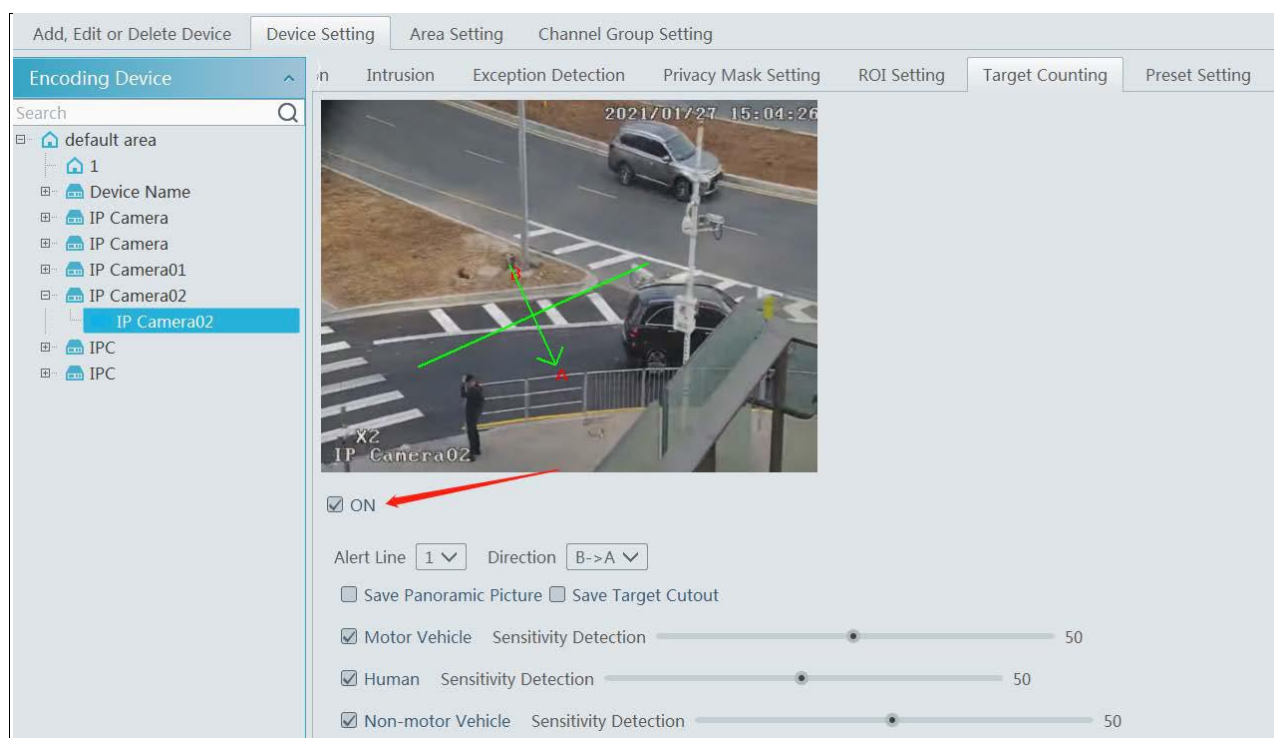 Add, Edit or Delete Device Device Setting Area Setting Channel Group Setting
Encoding Device
Search
default area
1
Device Name
IP Camera
IP Camera
IP Camera01
IP Camera02
IP Camera02
IPC
IPC
on Intrusion Exception Detection Privacy Mask Setting ROI Setting Target Counting Preset Setting
2021/01/27 15:04:26
B
A
X2
IP Camera02
ON
Alert Line 1 Direction B->A
Save Panoramic Picture Save Target Cutout
Motor Vehicle Sensitivity Detection 50
Human Sensitivity Detection 50
Non-motor Vehicle Sensitivity Detection 50